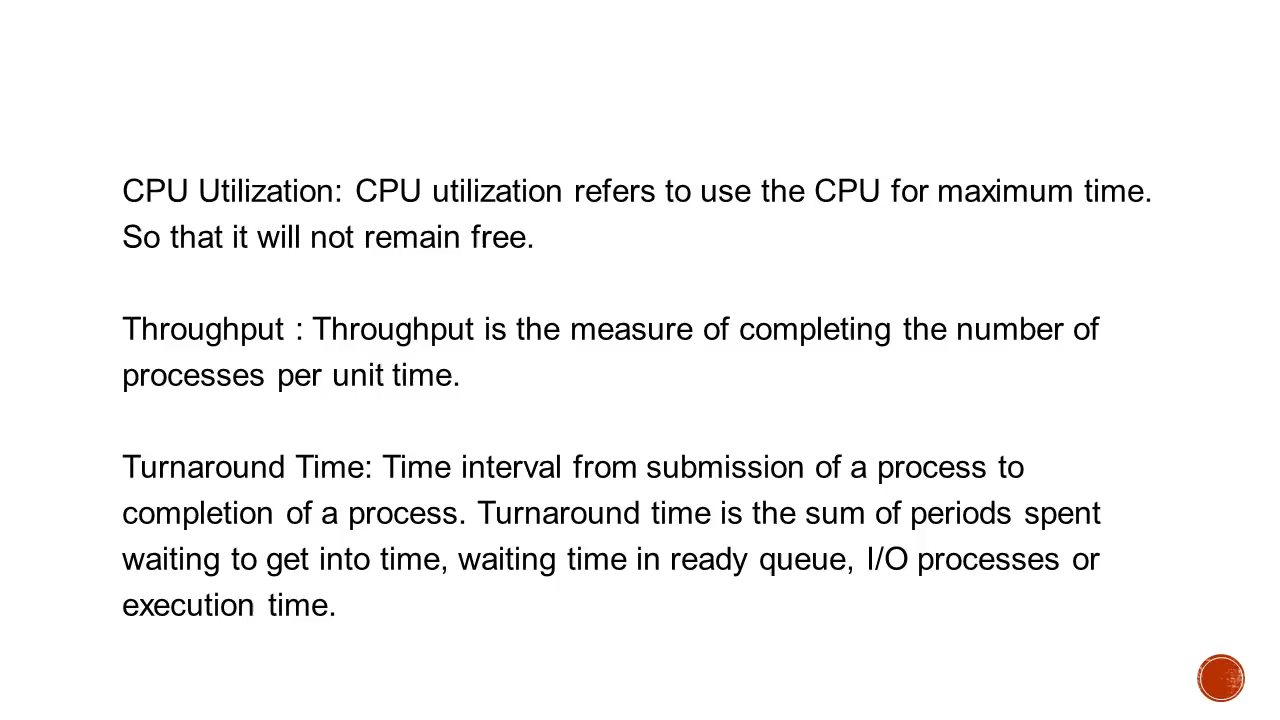 CPU Utilization: CPU utilization refers to use the CPU for maximum time.
So that it will not remain free.
Throughput : Throughput is the measure of completing the number of
processes per unit time.
Turnaround Time: Time interval from submission of a process to
completion of a process. Turnaround time is the sum of periods spent
waiting to get into time, waiting time in ready queue, I/O processes or
execution time.